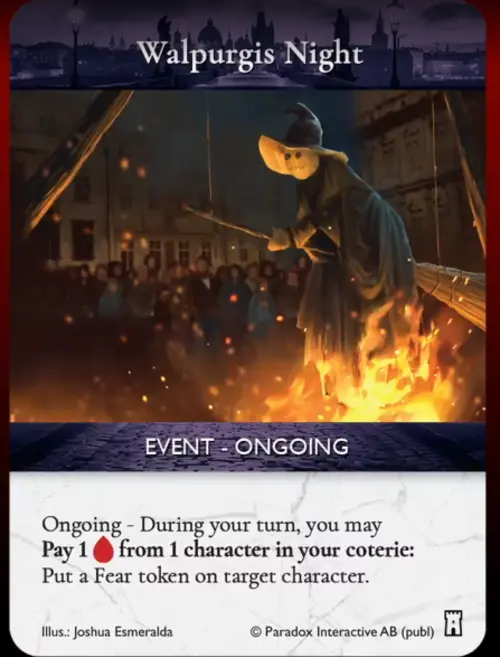 Walpurgis Night
EVENT - ONGOING
Ongoing - During your turn, you may
Pay 1 from 1 character in your coterie:
Put a Fear token on target character.
Illus.: Joshua Esmeralda © Paradox Interactive AB (publ)